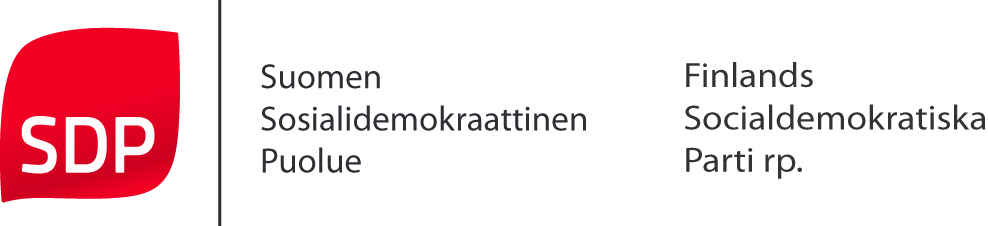 SDP
Suomen
Sosialidemokraattinen
Puolue
Finlands
Socialdemokratiska
Parti rp.